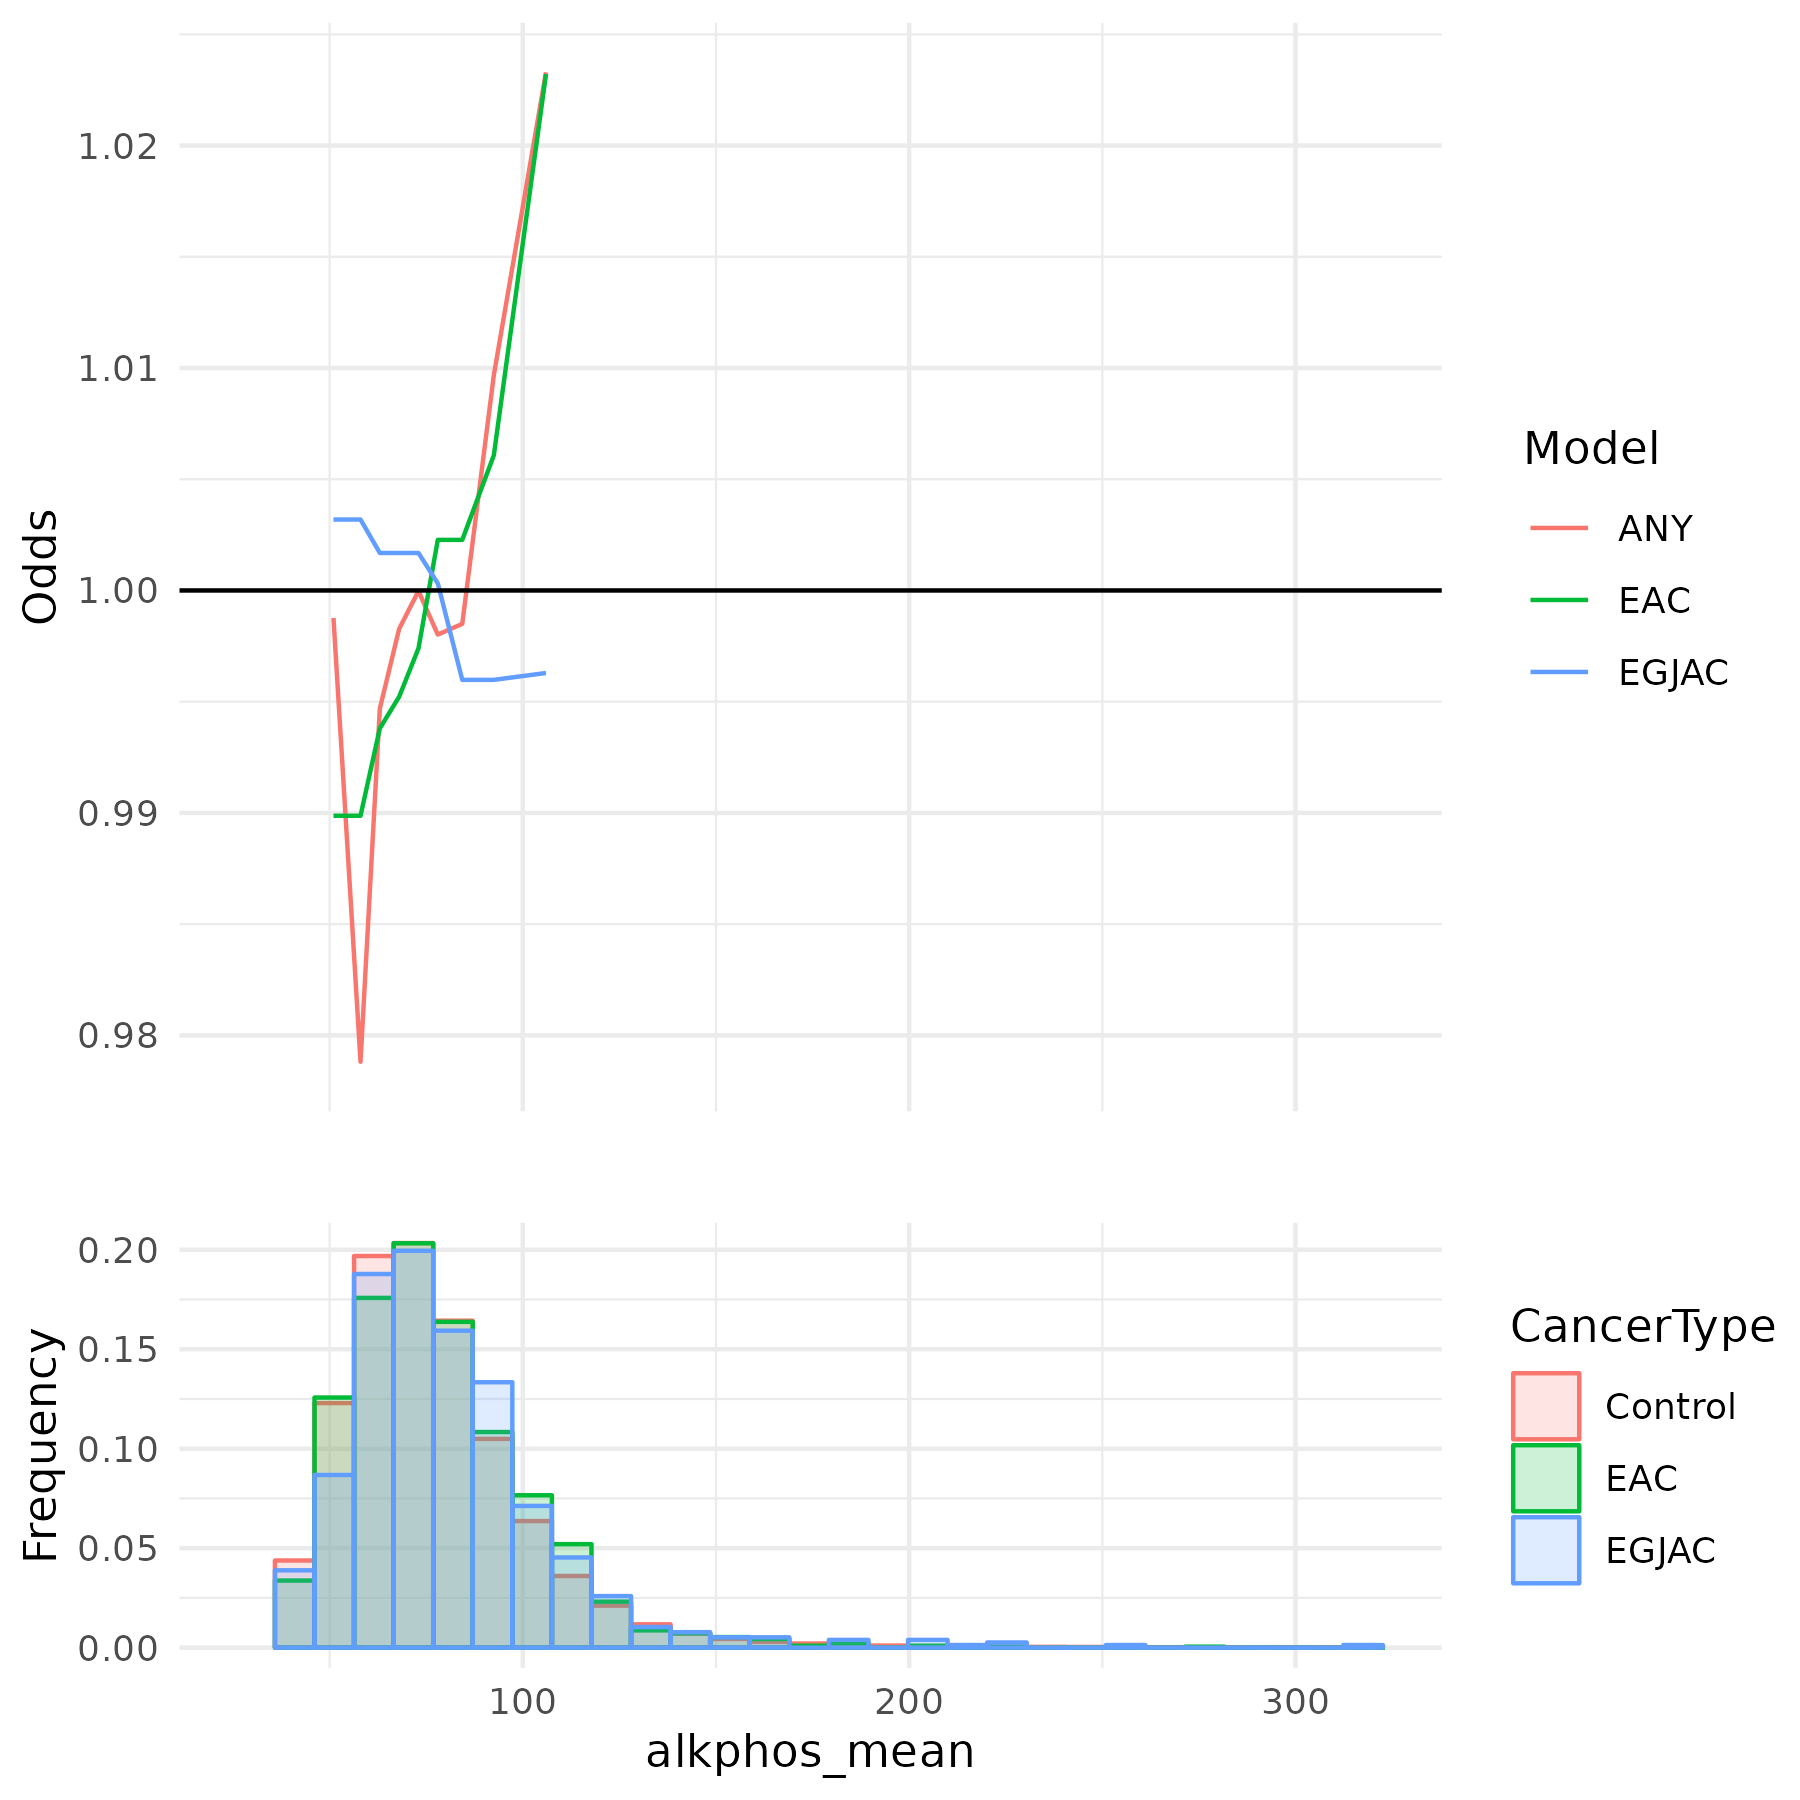 Odds
1.02
1.01
1.00
0.99
0.98
Model
ANY
EAC
EGJAC
Frequency
0.20
0.15
0.10
0.05
0.00
100
200
300
alkphos_mean
CancerType
Control
EAC
EGJAC